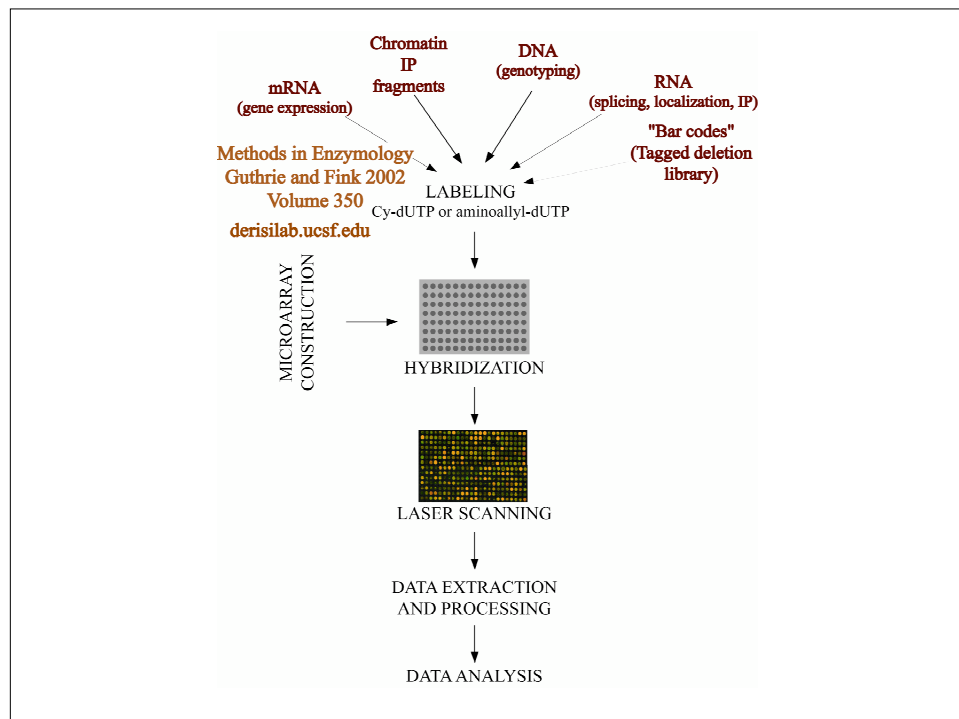 Chromatin
IP
fragments
DNA
(genotyping)
mRNA
(gene expression)
RNA
(splicing, localization, IP)
"Bar codes"
(Tagged deletion
library)
Methods in Enzymology
Guthrie and Fink 2002
Volume 350
derisilab.ucsf.edu
LABELING
Cy-dUTP or aminoallyl-dUTP
MICROARRAY
CONSTRUCTION
HYBRIDIZATION
LASER SCANNING
DATA EXTRACTION
AND PROCESSING
DATA ANALYSIS